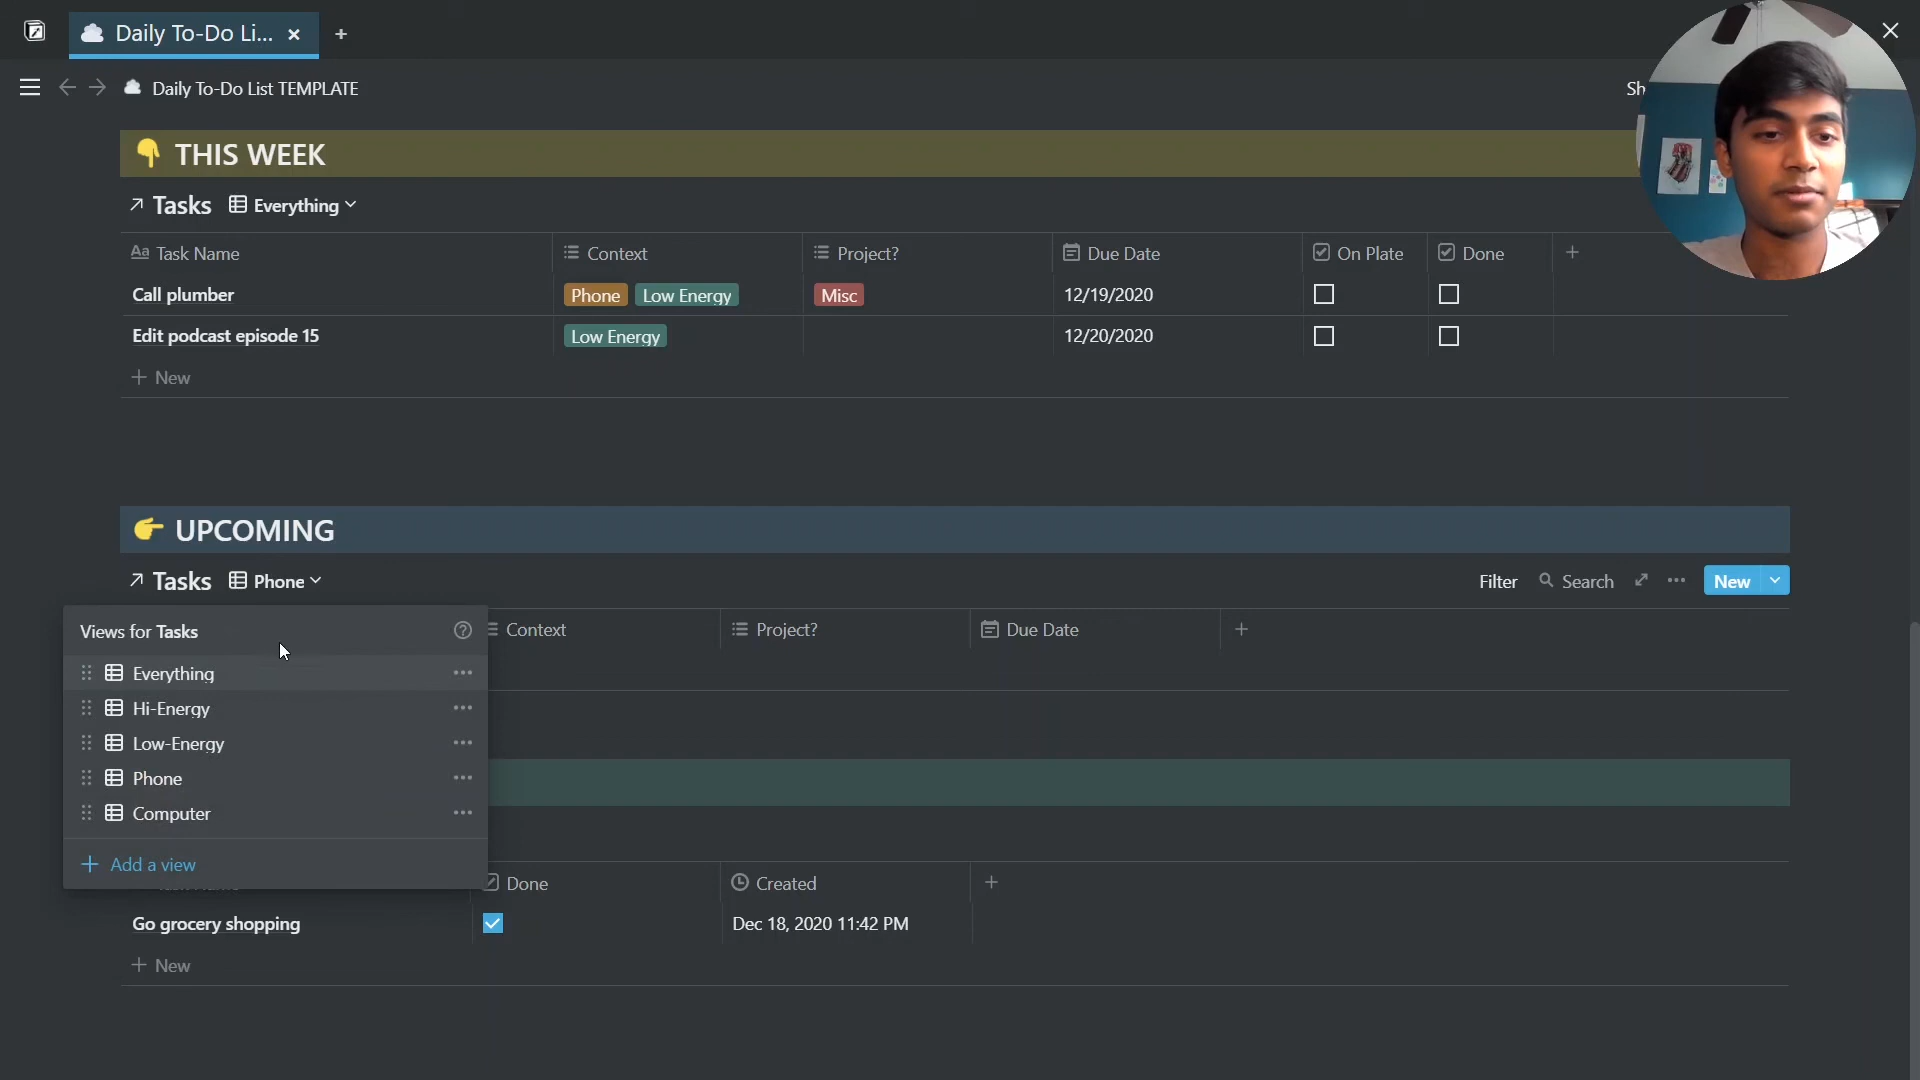 Daily To-Do Li...
Daily To-Do List TEMPLATE
Sh
THIS WEEK
Tasks Everything
Aa Task Name Context Project? Due Date On Plate Done
Call plumber Phone Low Energy Misc 12/19/2020
Edit podcast episode 15 Low Energy 12/20/2020
+ New
UPCOMING
Tasks Phone Filter Search New
Views for Tasks
Context Project? Due Date
Everything
Hi-Energy
Low-Energy
Phone
Computer
+ Add a view
Done Created
Go grocery shopping Dec 18, 2020 11:42 PM
+ New